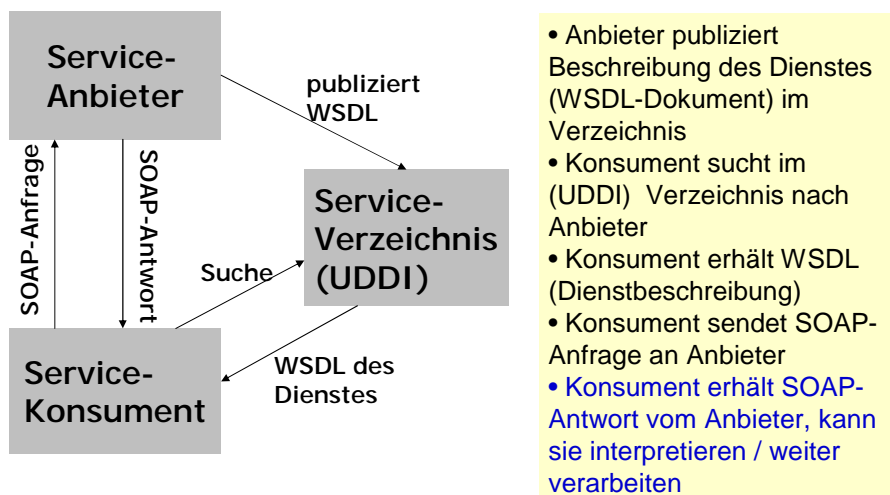 Service-
Anbieter
publiziert
WSDL
SOAP-Anfrage
SOAP-Antwort
Service-
Verzeichnis
(UDDI)
Suche
WSDL des
Dienstes
Service-
Konsument
• Anbieter publiziert
Beschreibung des Dienstes
(WSDL-Dokument) im
Verzeichnis
• Konsument sucht im
(UDDI) Verzeichnis nach
Anbieter
• Konsument erhält WSDL
(Dienstbeschreibung)
• Konsument sendet SOAP-
Anfrage an Anbieter
• Konsument erhält SOAP-
Antwort vom Anbieter, kann
sie interpretieren / weiter
verarbeiten